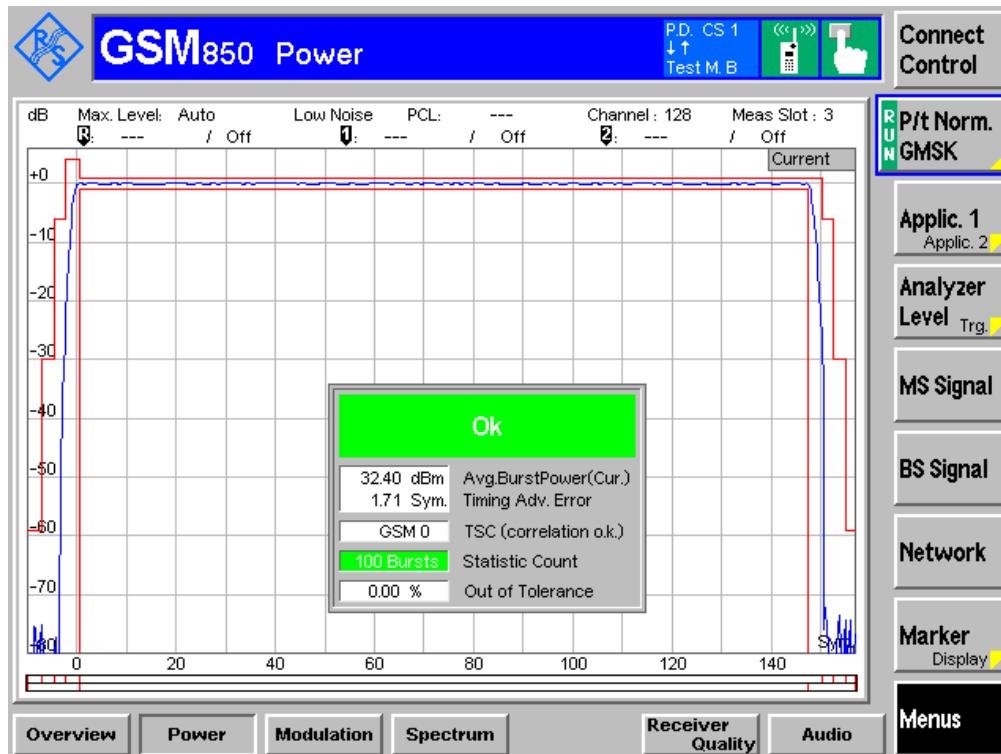 R&S
GSM850 Power
P.D. CS 1
Test M. B
Connect Control
dB Max. Level: Auto Low Noise PCL: --- Channel : 128 Meas Slot : 3
R: --- / Off 1: --- / Off 2: --- / Off
Current
RUN
P/t Norm. GMSK
Applic. 1
Applic. 2
Analyzer Level Trg.
MS Signal
BS Signal
Network
Marker
Display
Menus
+0
-10
-20
-30
-40
-50
-60
-70
-80
Ok
32.40 dBm Avg.BurstPower(Cur.)
1.71 Sym. Timing Adv. Error
GSM 0 TSC (correlation o.k.)
100 Bursts Statistic Count
0.00 % Out of Tolerance
Sym.
0 20 40 60 80 100 120 140
Overview Power Modulation Spectrum Receiver Quality Audio